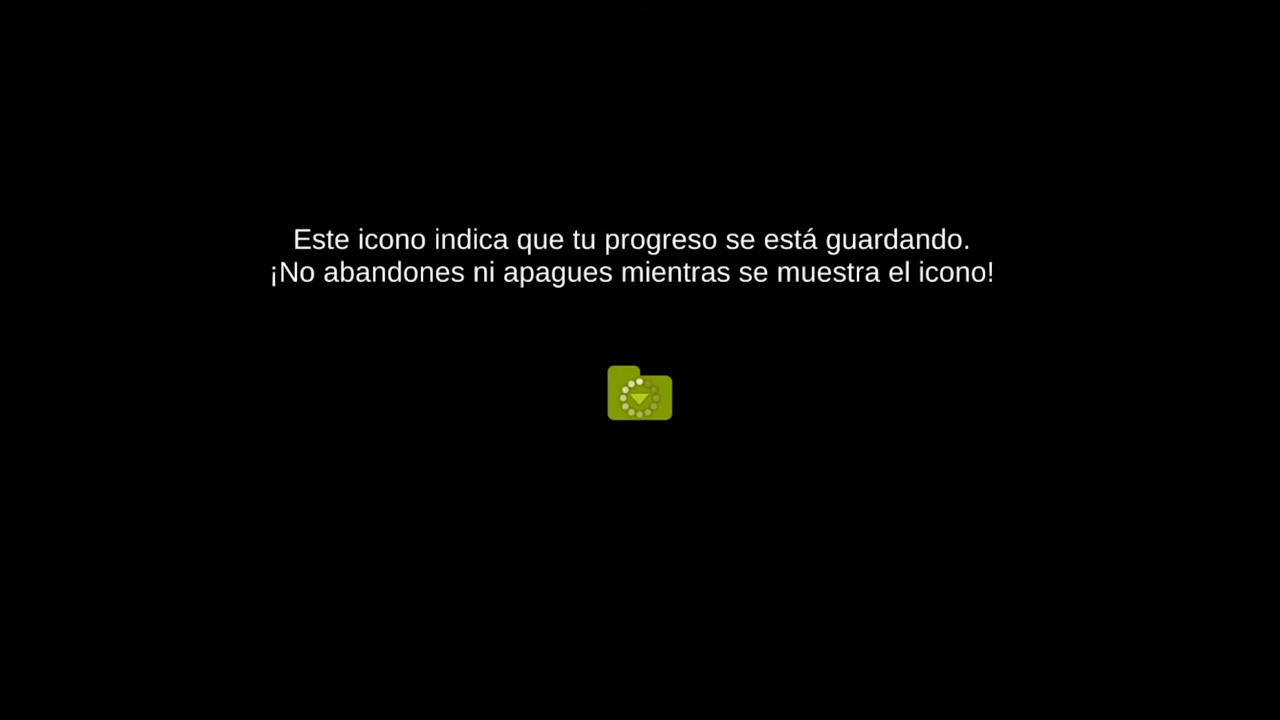 Este icono indica que tu progreso se está guardando.
¡No abandones ni apagues mientras se muestra el icono!